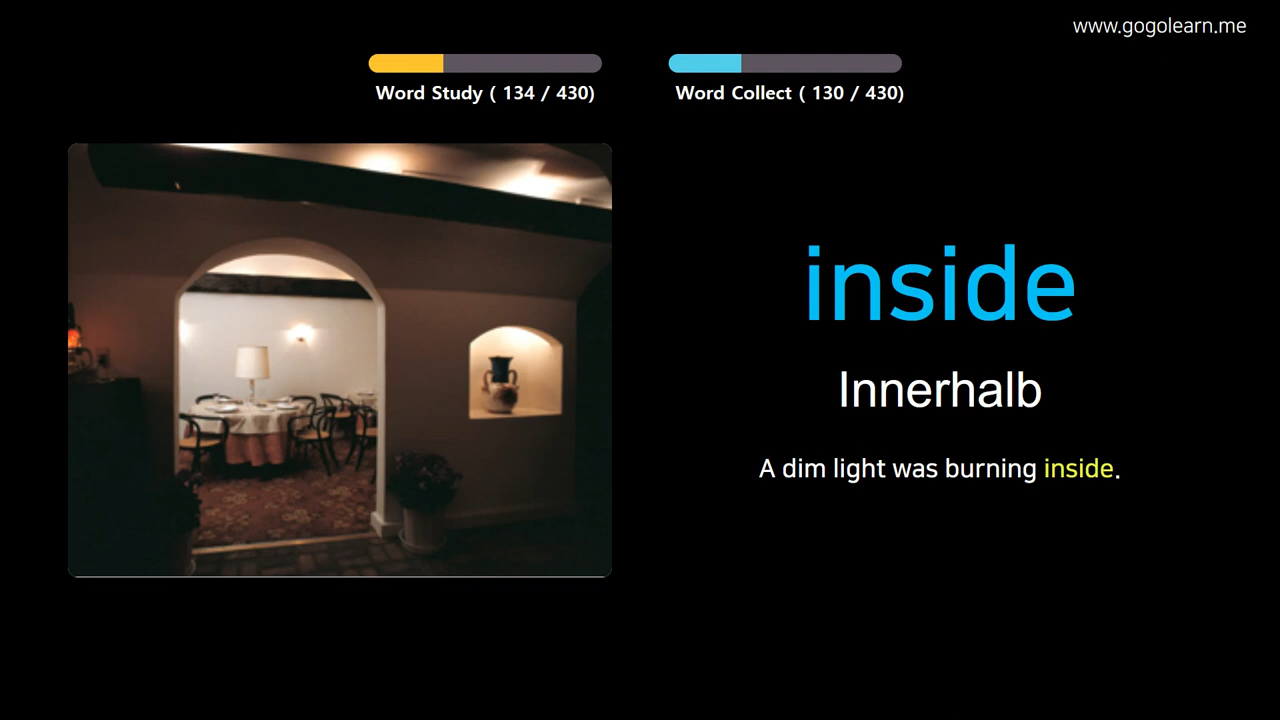 www.gogolearn.me
Word Study ( 134 / 430)
Word Collect ( 130 / 430)
inside
Innerhalb
A dim light was burning inside.